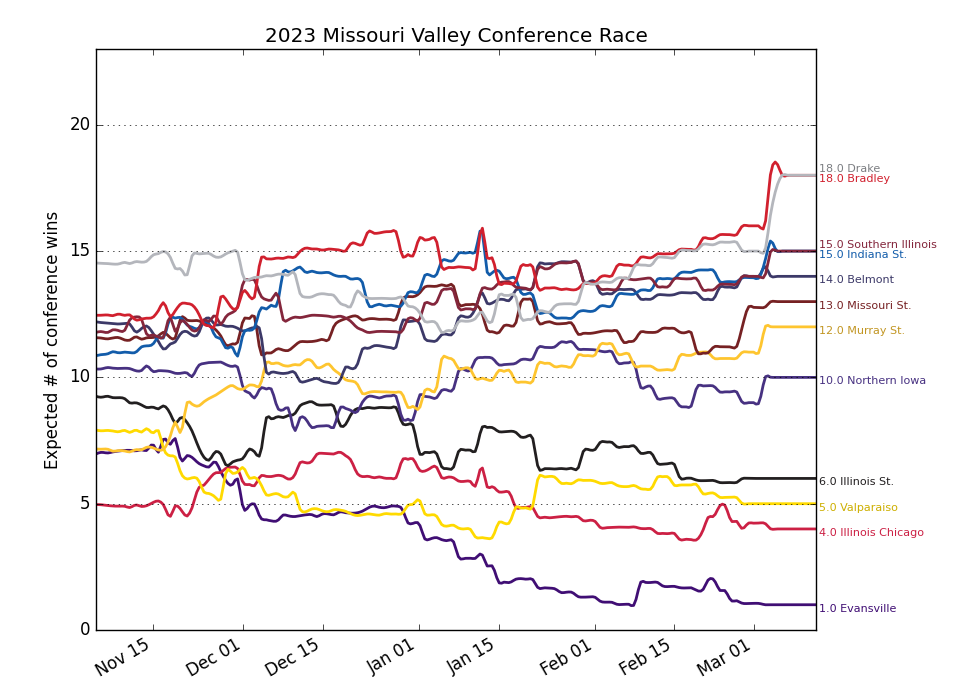 2023 Missouri Valley Conference Race
Expected # of conference wins
20
15
10
5
0
Nov 15
Dec 01
Dec 15
Jan 01
Jan 15
Feb 01
Feb 15
Mar 01
18.0 Drake
18.0 Bradley
15.0 Southern Illinois
15.0 Indiana St.
14.0 Belmont
13.0 Missouri St.
12.0 Murray St.
10.0 Northern Iowa
6.0 Illinois St.
5.0 Valparaiso
4.0 Illinois Chicago
1.0 Evansville